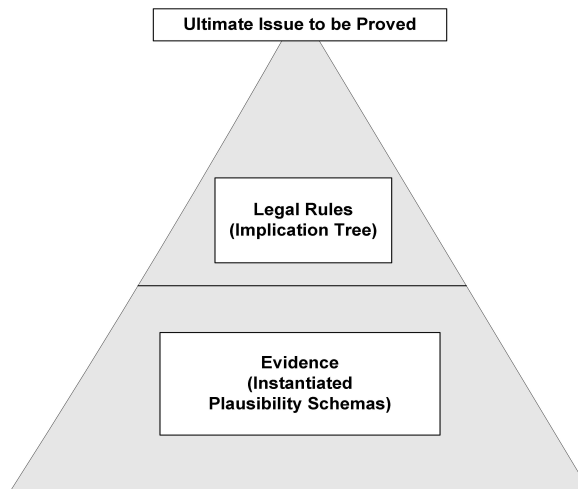 Ultimate Issue to be Proved
Legal Rules
(Implication Tree)
Evidence
(Instantiated
Plausibility Schemas)